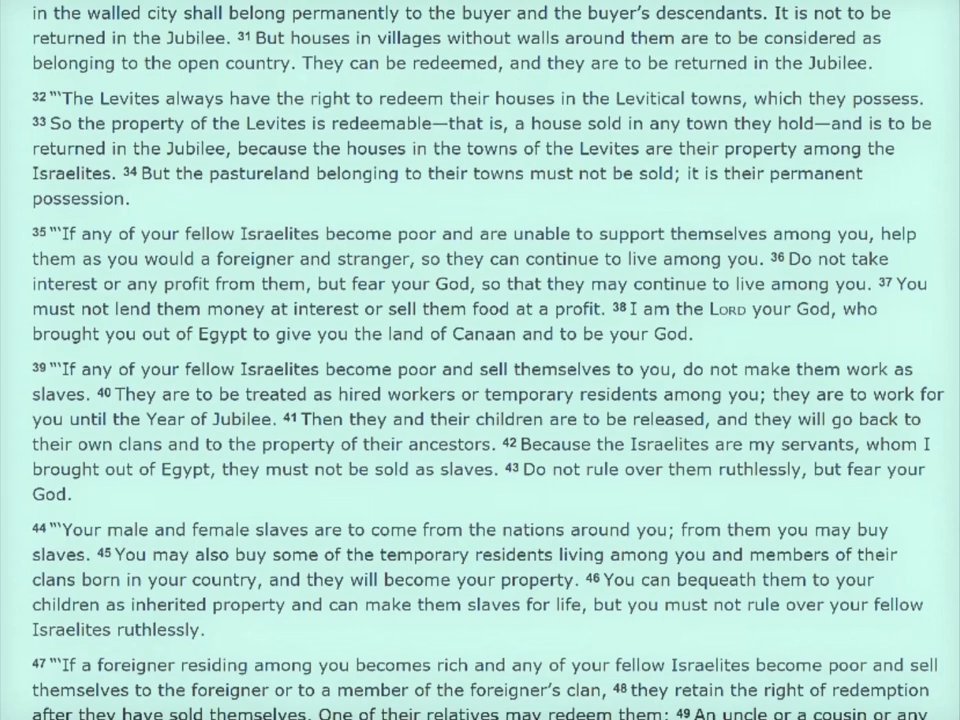 in the walled city shall belong permanently to the buyer and the buyer’s descendants. It is not to be
returned in the Jubilee. 31 But houses in villages without walls around them are to be considered as
belonging to the open country. They can be redeemed, and they are to be returned in the Jubilee.
32 “‘The Levites always have the right to redeem their houses in the Levitical towns, which they possess.
33 So the property of the Levites is redeemable—that is, a house sold in any town they hold—and is to be
returned in the Jubilee, because the houses in the towns of the Levites are their property among the
Israelites. 34 But the pastureland belonging to their towns must not be sold; it is their permanent
possession.
35 “‘If any of your fellow Israelites become poor and are unable to support themselves among you, help
them as you would a foreigner and stranger, so they can continue to live among you. 36 Do not take
interest or any profit from them, but fear your God, so that they may continue to live among you. 37 You
must not lend them money at interest or sell them food at a profit. 38 I am the LORD your God, who
brought you out of Egypt to give you the land of Canaan and to be your God.
39 “‘If any of your fellow Israelites become poor and sell themselves to you, do not make them work as
slaves. 40 They are to be treated as hired workers or temporary residents among you; they are to work for
you until the Year of Jubilee. 41 Then they and their children are to be released, and they will go back to
their own clans and to the property of their ancestors. 42 Because the Israelites are my servants, whom I
brought out of Egypt, they must not be sold as slaves. 43 Do not rule over them ruthlessly, but fear your
God.
44 “‘Your male and female slaves are to come from the nations around you; from them you may buy
slaves. 45 You may also buy some of the temporary residents living among you and members of their
clans born in your country, and they will become your property. 46 You can bequeath them to your
children as inherited property and can make them slaves for life, but you must not rule over your fellow
Israelites ruthlessly.
47 “‘If a foreigner residing among you becomes rich and any of your fellow Israelites become poor and sell
themselves to the foreigner or to a member of the foreigner’s clan, 48 they retain the right of redemption
after they have sold themselves. One of their relatives may redeem them: 49 An uncle or a cousin or any